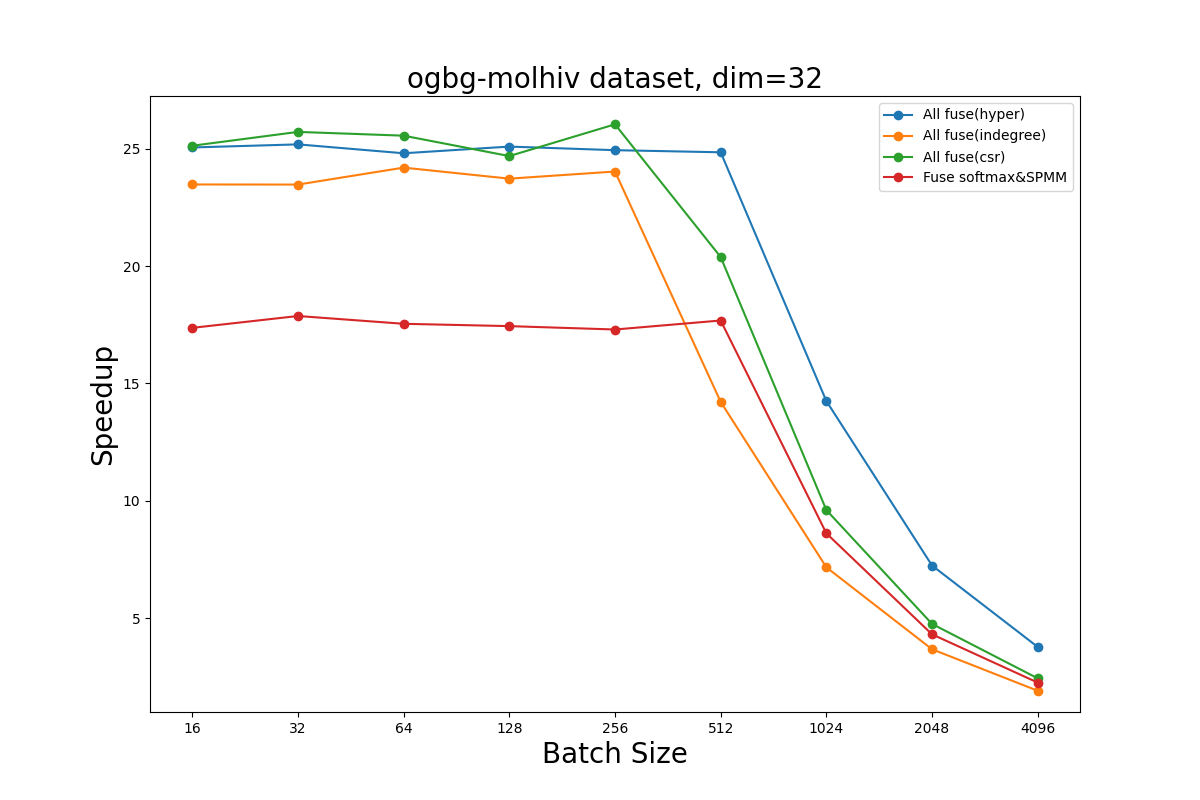 ogbg-molhiv dataset, dim=32
All fuse(hyper)
All fuse(indegree)
All fuse(csr)
Fuse softmax&SPMM
Speedup
25
20
15
10
5
16 32 64 128 256 512 1024 2048 4096
Batch Size